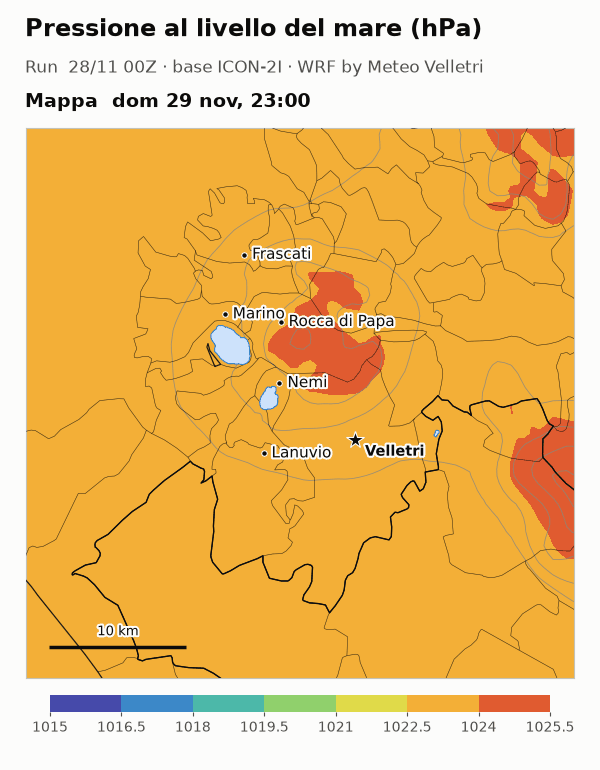 Pressione al livello del mare (hPa)
Run  28/11 00Z · base ICON-2I · WRF by Meteo Velletri
Mappa  dom 29 nov, 23:00
Frascati
Marino
Rocca di Papa
Nemi
Velletri
Lanuvio
10 km
1015 1016.5 1018 1019.5 1021 1022.5 1024 1025.5